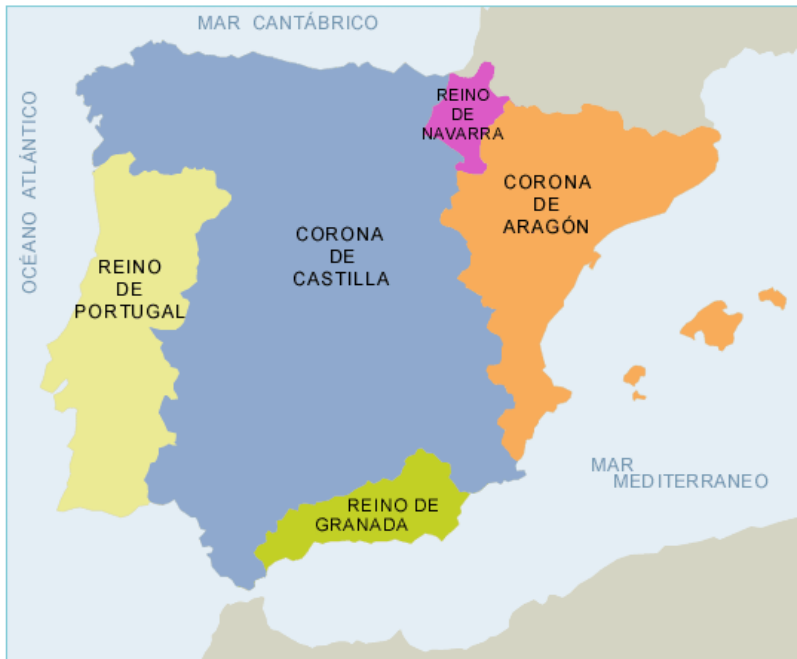 MAR CANTÁBRICO
OCÉANO ATLÁNTICO
REINO
DE
NAVARRA
CORONA
DE
ARAGÓN
CORONA
DE
CASTILLA
REINO
DE
PORTUGAL
MAR
MEDITERRANEO
REINO DE
GRANADA